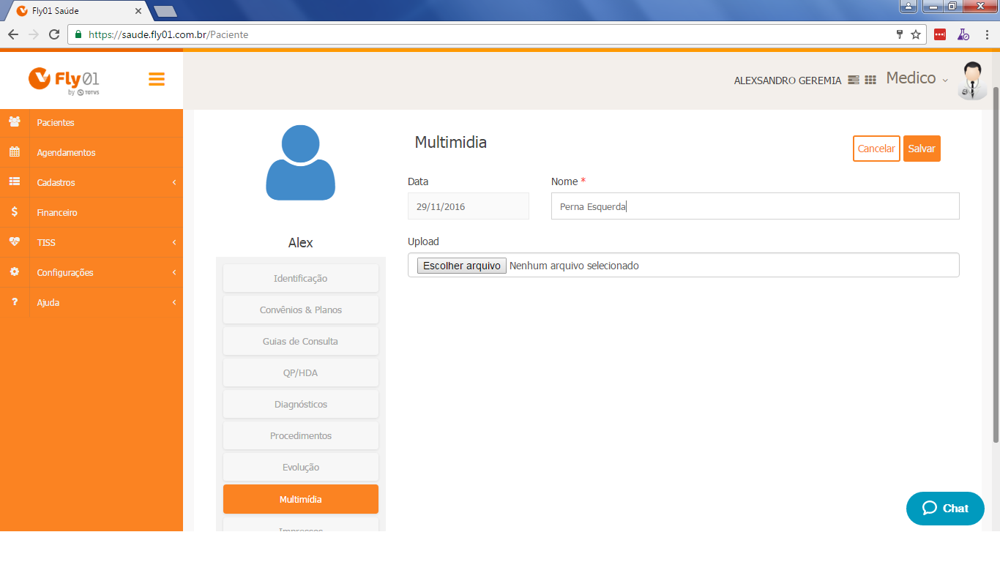 Fly01 Saúde
https://saude.fly01.com.br/Paciente
Fly01
by TOTVS
ALEXSANDRO GEREMIA
Medico
Pacientes
Agendamentos
Cadastros
Financeiro
TISS
Configurações
Ajuda
Alex
Identificação
Convênios & Planos
Guias de Consulta
QP/HDA
Diagnósticos
Procedimentos
Evolução
Multimídia
Impressos
Multimidia
Cancelar
Salvar
Data
Nome *
29/11/2016
Perna Esquerda
Upload
Escolher arquivo Nenhum arquivo selecionado
Chat